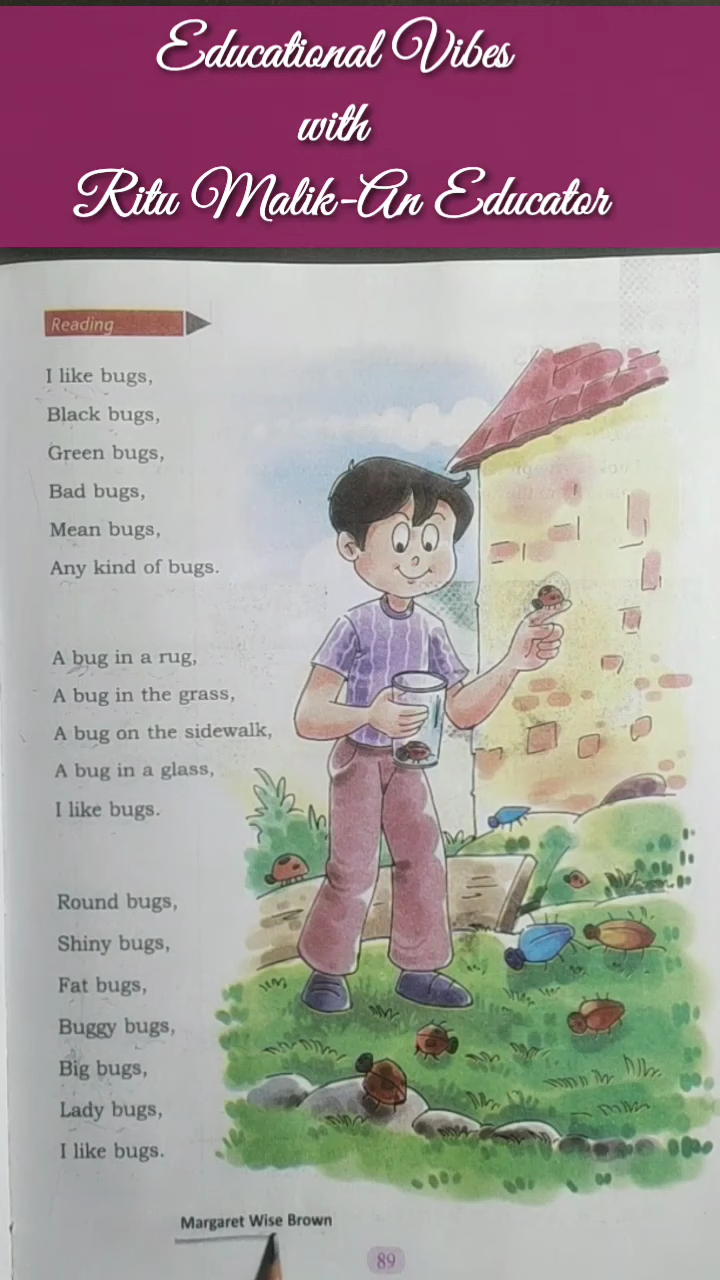 Educational Vibes
with
Ritu Malik-An Educator
Reading
I like bugs,
Black bugs,
Green bugs,
Bad bugs,
Mean bugs,
Any kind of bugs.
A bug in a rug,
A bug in the grass,
A bug on the sidewalk,
A bug in a glass,
I like bugs.
Round bugs,
Shiny bugs,
Fat bugs,
Buggy bugs,
Big bugs,
Lady bugs,
I like bugs.
Margaret Wise Brown
89